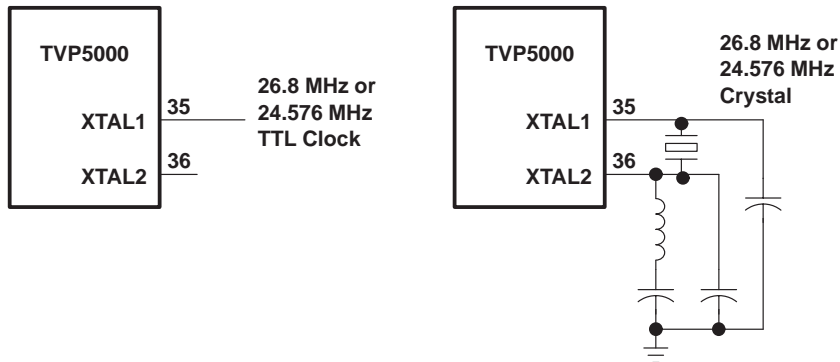 TVP5000
26.8 MHz or
24.576 MHz
TTL Clock
35
XTAL1
36
XTAL2
TVP5000
26.8 MHz or
24.576 MHz
Crystal
35
XTAL1
36
XTAL2